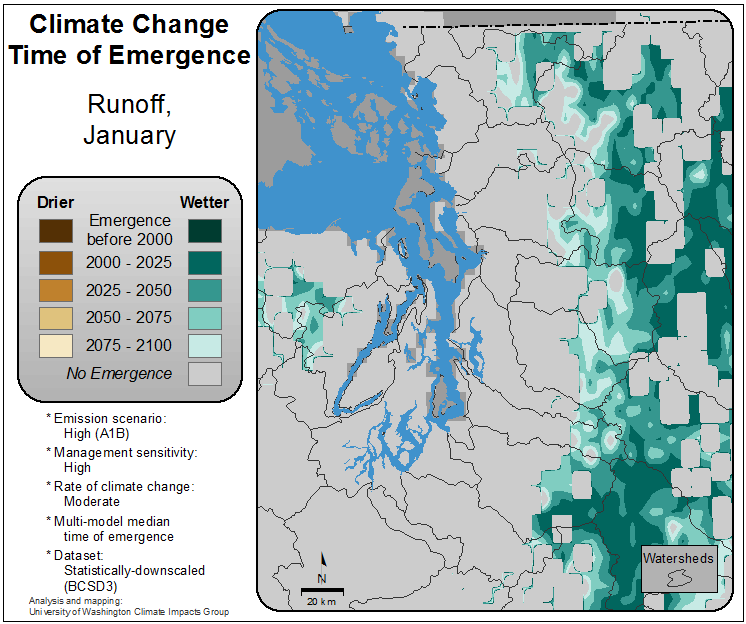 Climate Change
Time of Emergence
Runoff,
January
Drier Wetter
Emergence
before 2000
2000 - 2025
2025 - 2050
2050 - 2075
2075 - 2100
No Emergence
* Emission scenario:
High (A1B)
* Management sensitivity:
High
* Rate of climate change:
Moderate
* Multi-model median
time of emergence
* Dataset:
Statistically-downscaled
(BCSD3)
Analysis and mapping:
University of Washington Climate Impacts Group
N
20 km
Watersheds